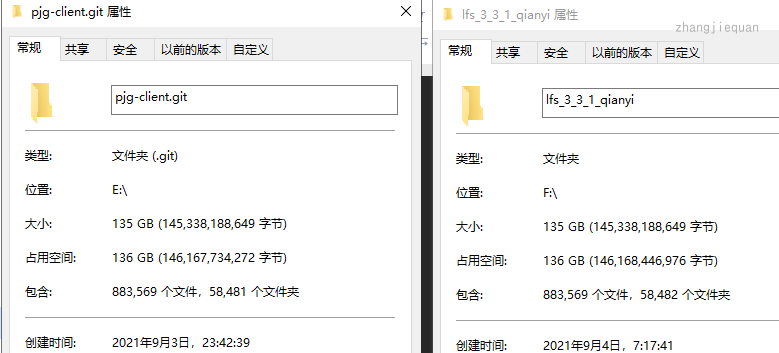 pjg-client.git 属性
常规 共享 安全 以前的版本 自定义
pjg-client.git
类型: 文件夹 (.git)
位置: E:\
大小: 135 GB (145,338,188,649 字节)
占用空间: 136 GB (146,167,734,272 字节)
包含: 883,569 个文件，58,481 个文件夹
创建时间: 2021年9月3日，23:42:39
lfs_3_3_1_qianyi 属性
zhangjiequan
常规 共享 安全 以前的版本 自定义
lfs_3_3_1_qianyi
类型: 文件夹
位置: F:\
大小: 135 GB (145,338,188,649 字节)
占用空间: 136 GB (146,168,446,976 字节)
包含: 883,569 个文件，58,482 个文件夹
创建时间: 2021年9月4日，7:17:41